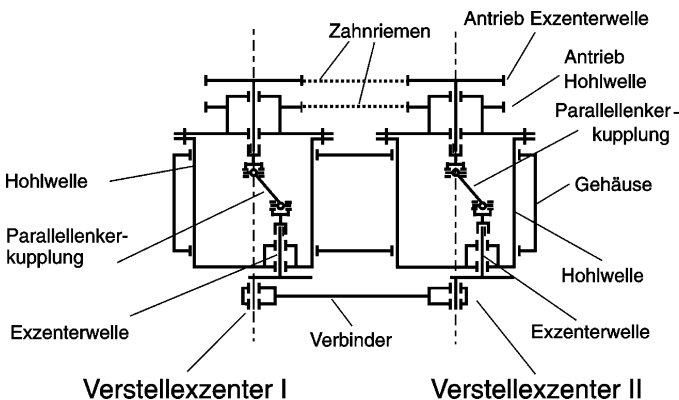 Antrieb Exzenterwelle
Zahnriemen
Antrieb
Hohlwelle
Parallellenker-
kupplung
Hohlwelle
Gehäuse
Parallellenker-
kupplung
Hohlwelle
Exzenterwelle
Verbinder
Exzenterwelle
Verstellexzenter I
Verstellexzenter II